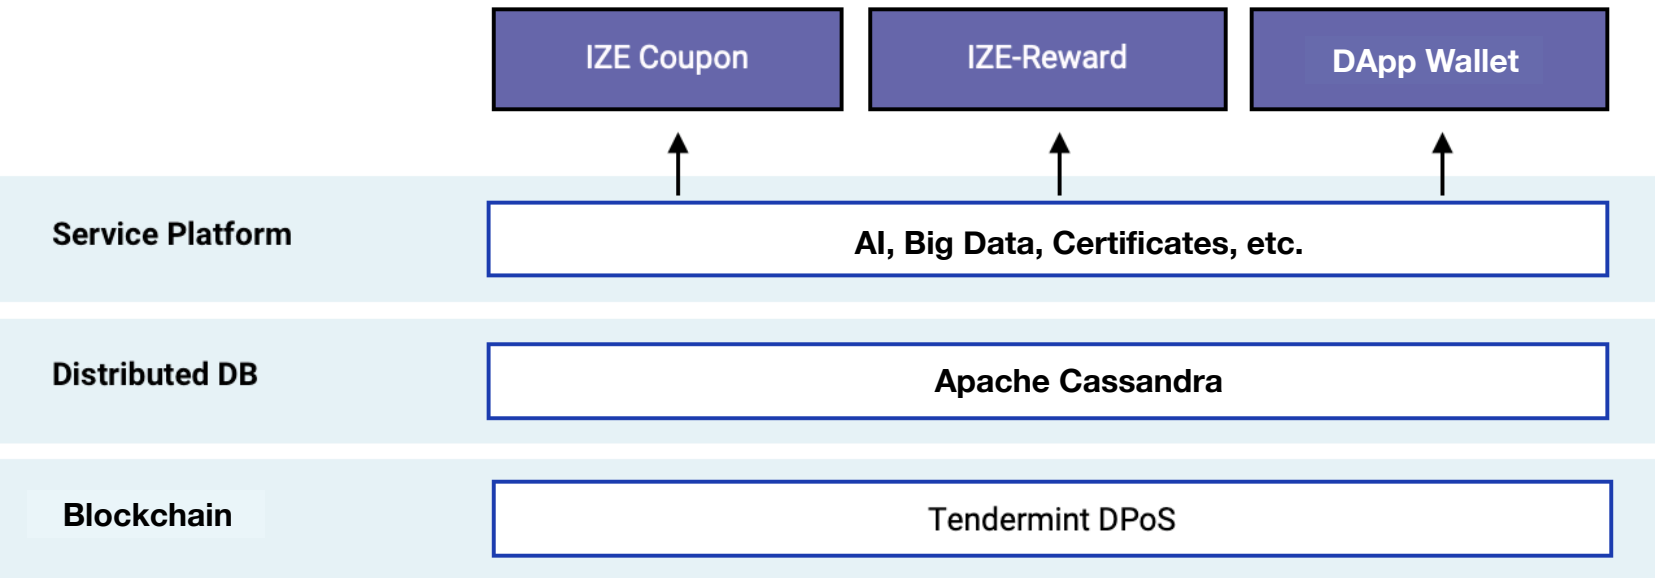 IZE Coupon
IZE-Reward
DApp Wallet
Service Platform
AI, Big Data, Certificates, etc.
Distributed DB
Apache Cassandra
Blockchain
Tendermint DPoS